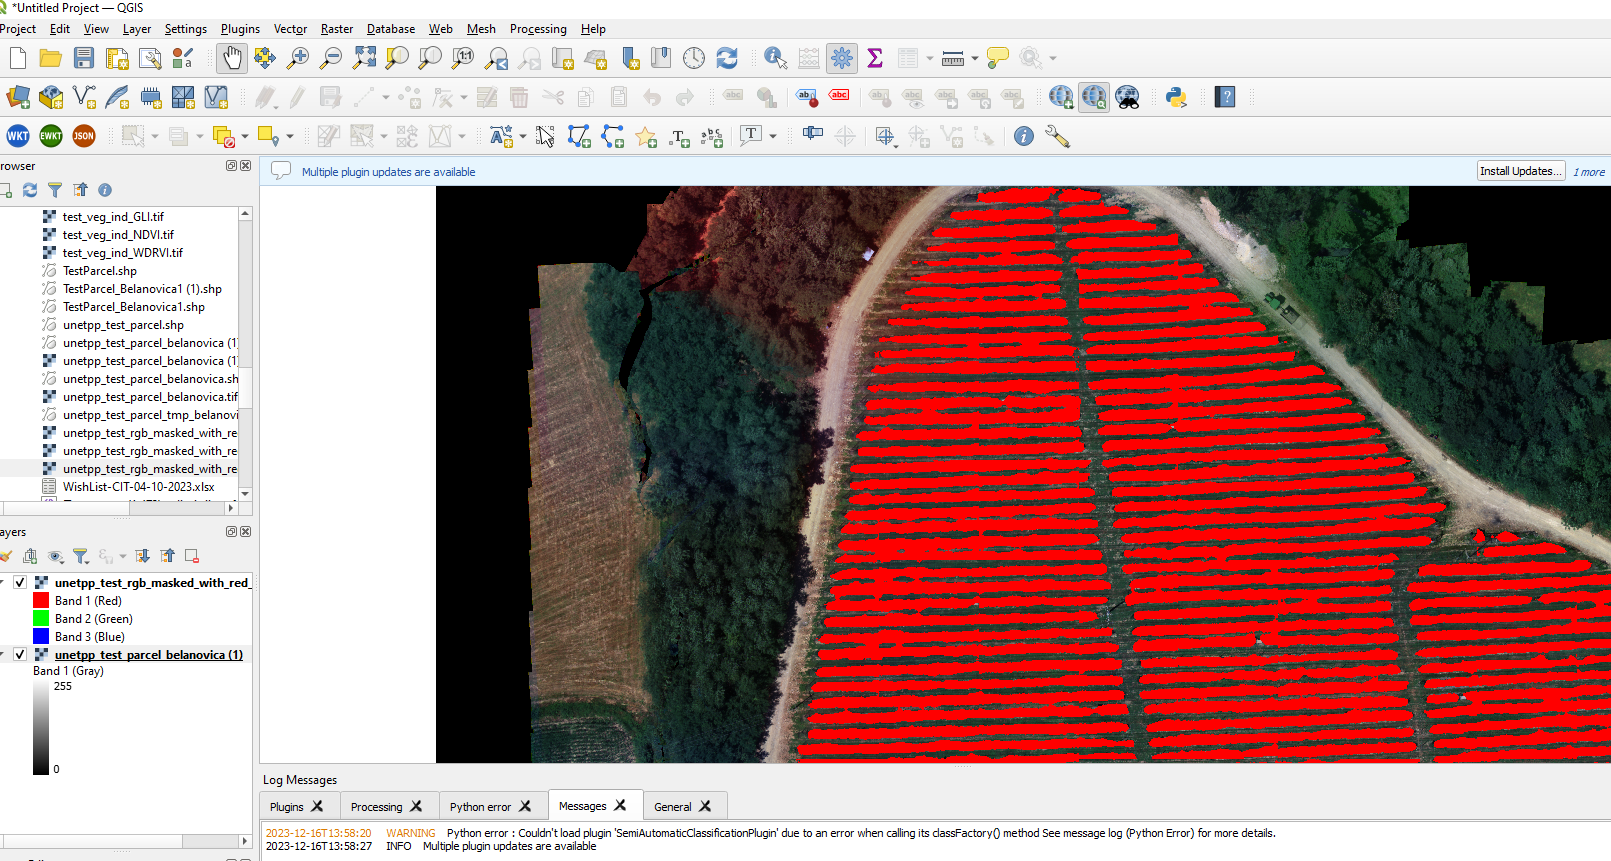 *Untitled Project — QGIS
Project Edit View Layer Settings Plugins Vector Raster Database Web Mesh Processing Help
1:1
abc abc abc
WKT EWKT JSON
T abc T
rowser
Multiple plugin updates are available
Install Updates... 1 more
test_veg_ind_GLI.tif
test_veg_ind_NDVI.tif
test_veg_ind_WDRVI.tif
TestParcel.shp
TestParcel_Belanovica1 (1).shp
TestParcel_Belanovica1.shp
unetpp_test_parcel.shp
unetpp_test_parcel_belanovica (1)
unetpp_test_parcel_belanovica (1)
unetpp_test_parcel_belanovica.sh
unetpp_test_parcel_belanovica.tif
unetpp_test_parcel_tmp_belanovi
unetpp_test_rgb_masked_with_re
unetpp_test_rgb_masked_with_re
unetpp_test_rgb_masked_with_re
WishList-CIT-04-10-2023.xlsx
ayers
unetpp_test_rgb_masked_with_red_
Band 1 (Red)
Band 2 (Green)
Band 3 (Blue)
unetpp_test_parcel_belanovica (1)
Band 1 (Gray)
255
0
Log Messages
Plugins Processing Python error Messages General
2023-12-16T13:58:20 WARNING Python error : Couldn't load plugin 'SemiAutomaticClassificationPlugin' due to an error when calling its classFactory() method See message log (Python Error) for more details.
2023-12-16T13:58:27 INFO Multiple plugin updates are available